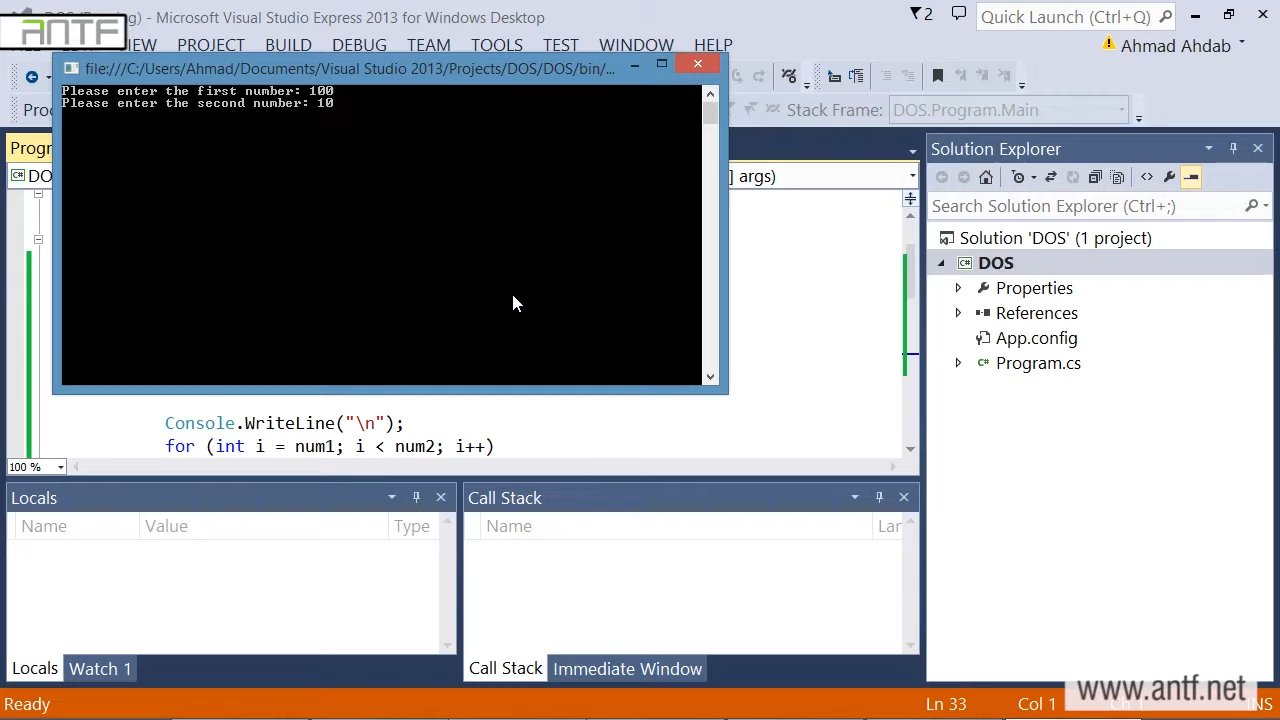 ANTF
- Microsoft Visual Studio Express 2013 for Windows Desktop
2
Quick Launch (Ctrl+Q)
VIEW PROJECT BUILD DEBUG TEAM TOOLS TEST WINDOW HELP
Ahmad Ahdab
file:///C:/Users/Ahmad/Documents/Visual Studio 2013/Projects/DOS/DOS/bin/...
Please enter the first number: 100
Please enter the second number: 10
Stack Frame: DOS.Program.Main
] args)
Console.WriteLine("\n");
for (int i = num1; i < num2; i++)
100 %
Solution Explorer
Search Solution Explorer (Ctrl+;)
Solution 'DOS' (1 project)
DOS
Properties
References
App.config
Program.cs
Locals
Name Value Type
Locals Watch 1
Call Stack
Name
Call Stack Immediate Window
Ready Ln 33 Col 1 Ch 1 INS
www.antf.net